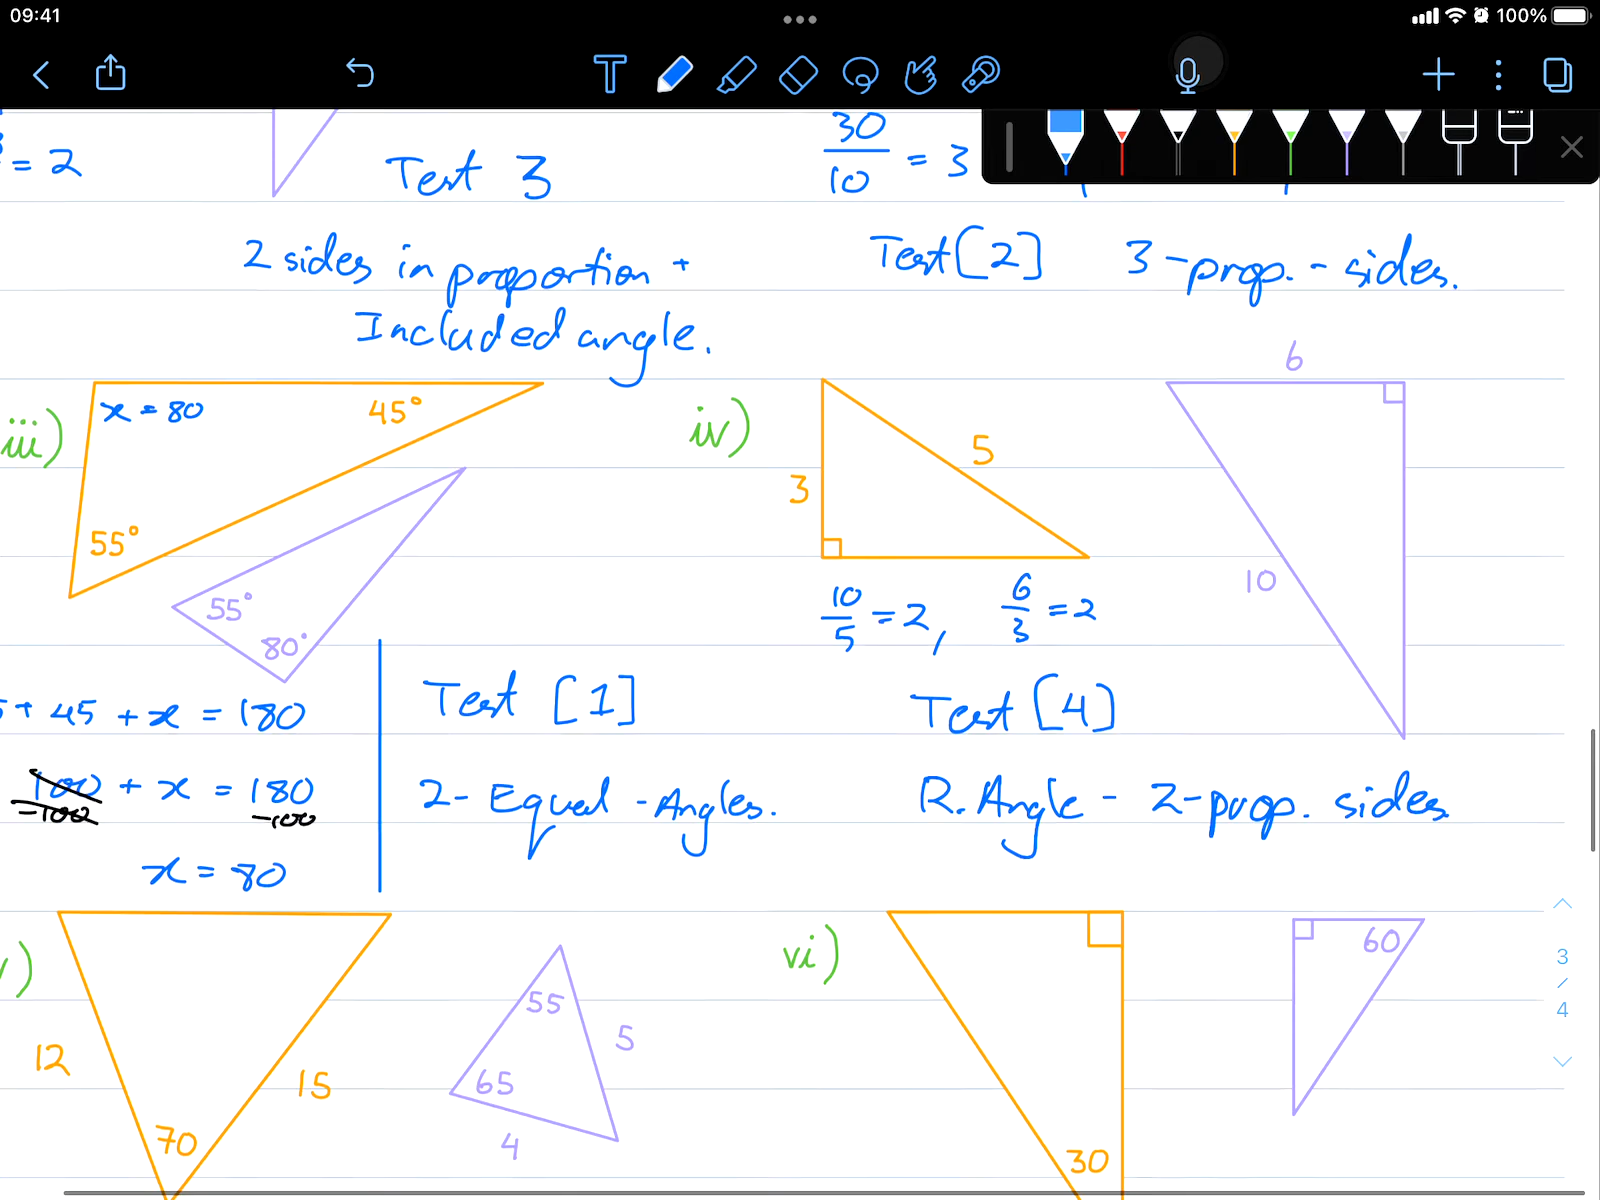 09:41
100%
= 2
Test 3
30
10
= 3
2 sides in proportion +
Included angle.
Test [2] 3-prop.-sides.
iii)
x = 80
45°
55°
55°
80°
iv)
3
5
6
10
10/5 = 2, 6/3 = 2
+ 45 + x = 180
100 + x = 180
-100 -100
x = 80
Test [1]
2-Equal-Angles.
Test [4]
R.Angle - 2-prop. sides
)
12
15
70
55
65
5
4
vi)
30
60
3
/
4